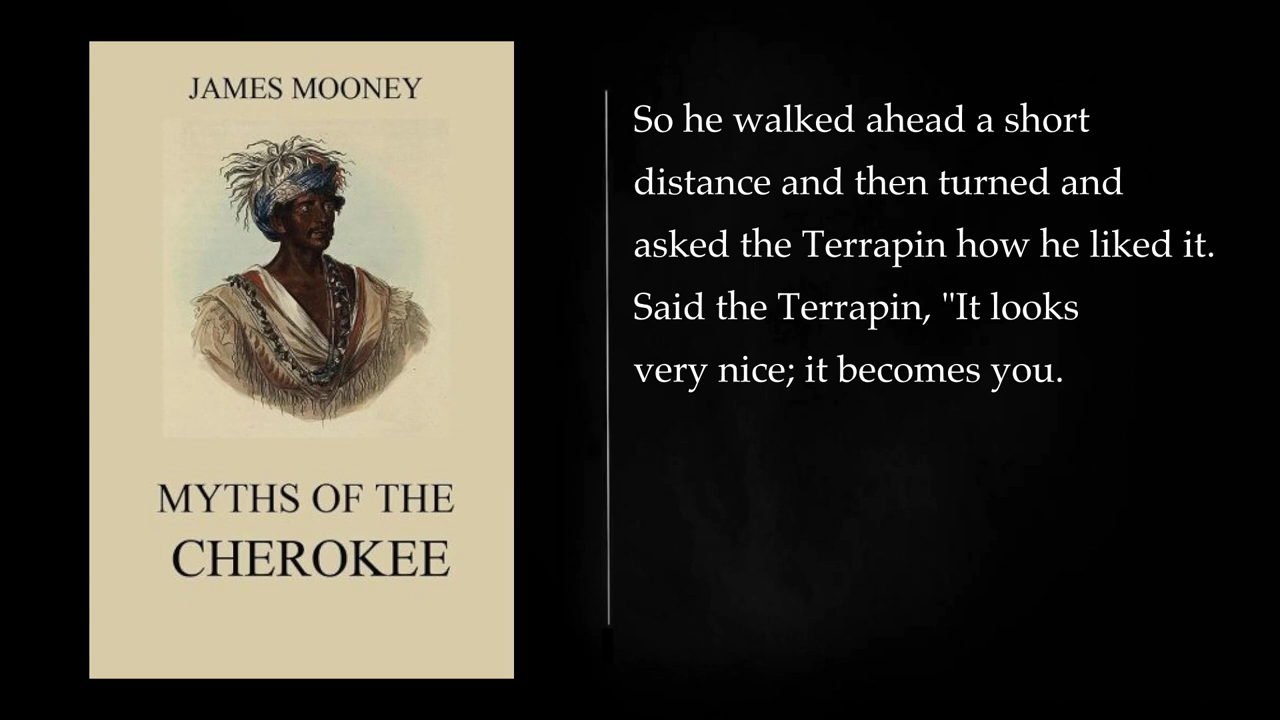 JAMES MOONEY
MYTHS OF THE
CHEROKEE
So he walked ahead a short
distance and then turned and
asked the Terrapin how he liked it.
Said the Terrapin, "It looks
very nice; it becomes you.